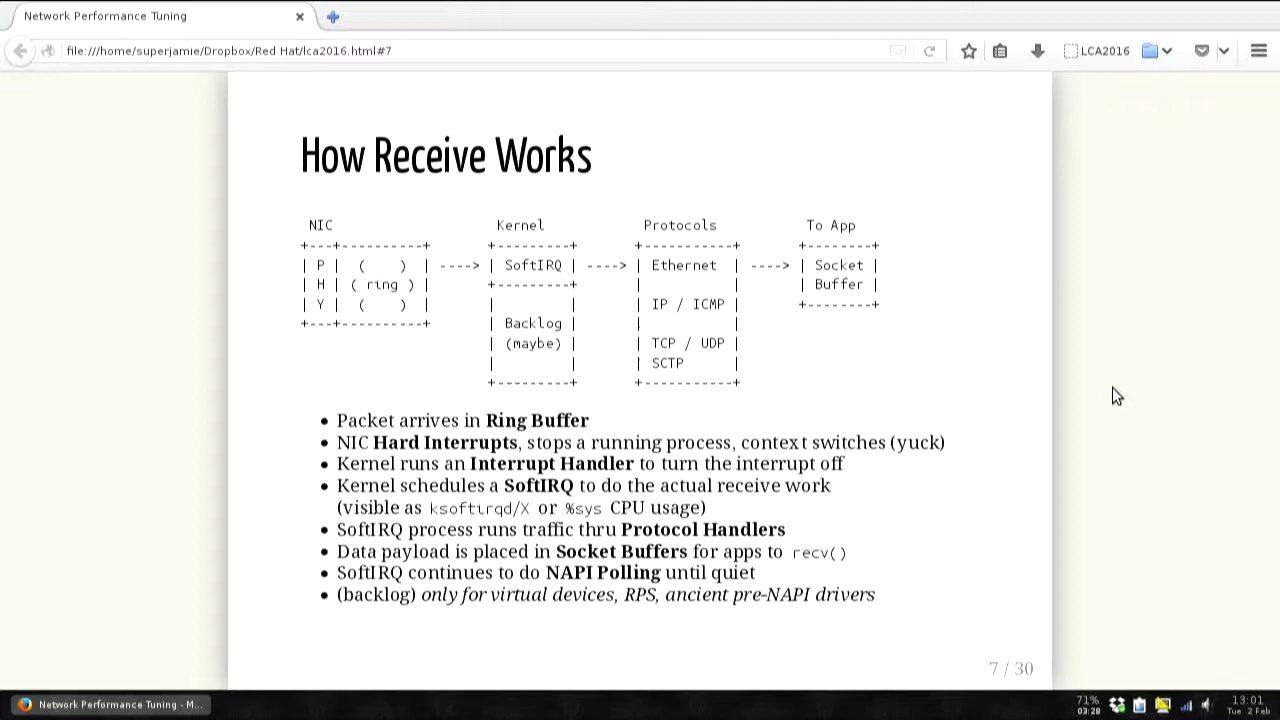 Network Performance Tuning
file:///home/superjamie/Dropbox/Red Hat/lca2016.html#7
LCA2016
How Receive Works
NIC Kernel Protocols To App
+---+----------+ +---------+ +-----------+ +--------+
| P | ( ) | ----> | SoftIRQ | ----> | Ethernet | ----> | Socket |
| H | ( ring ) | +---------+ | | | Buffer |
| Y | ( ) | | | | IP / ICMP | +--------+
+---+----------+ | Backlog | | |
| (maybe) | | TCP / UDP |
| | | SCTP |
+---------+ +-----------+
• Packet arrives in Ring Buffer
• NIC Hard Interrupts, stops a running process, context switches (yuck)
• Kernel runs an Interrupt Handler to turn the interrupt off
• Kernel schedules a SoftIRQ to do the actual receive work
(visible as ksoftirqd/X or %sys CPU usage)
• SoftIRQ process runs traffic thru Protocol Handlers
• Data payload is placed in Socket Buffers for apps to recv()
• SoftIRQ continues to do NAPI Polling until quiet
• (backlog) only for virtual devices, RPS, ancient pre-NAPI drivers
7 / 30
Network Performance Tuning - M...
71%
03:28
13:01
Tue 2 Feb